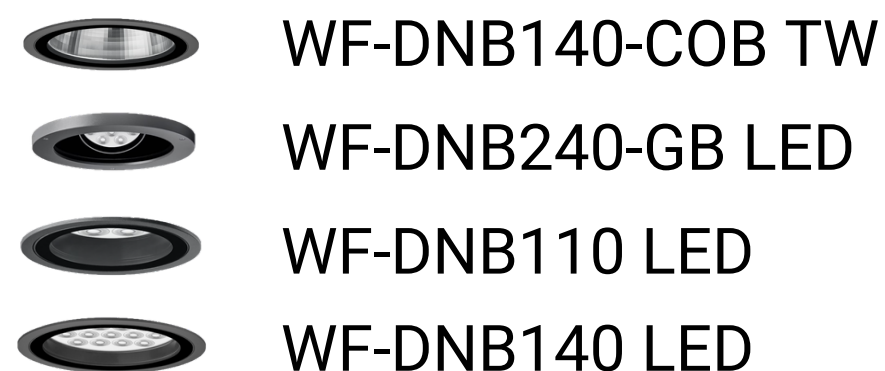 WF-DNB140-COB TW
WF-DNB240-GB LED
WF-DNB110 LED
WF-DNB140 LED